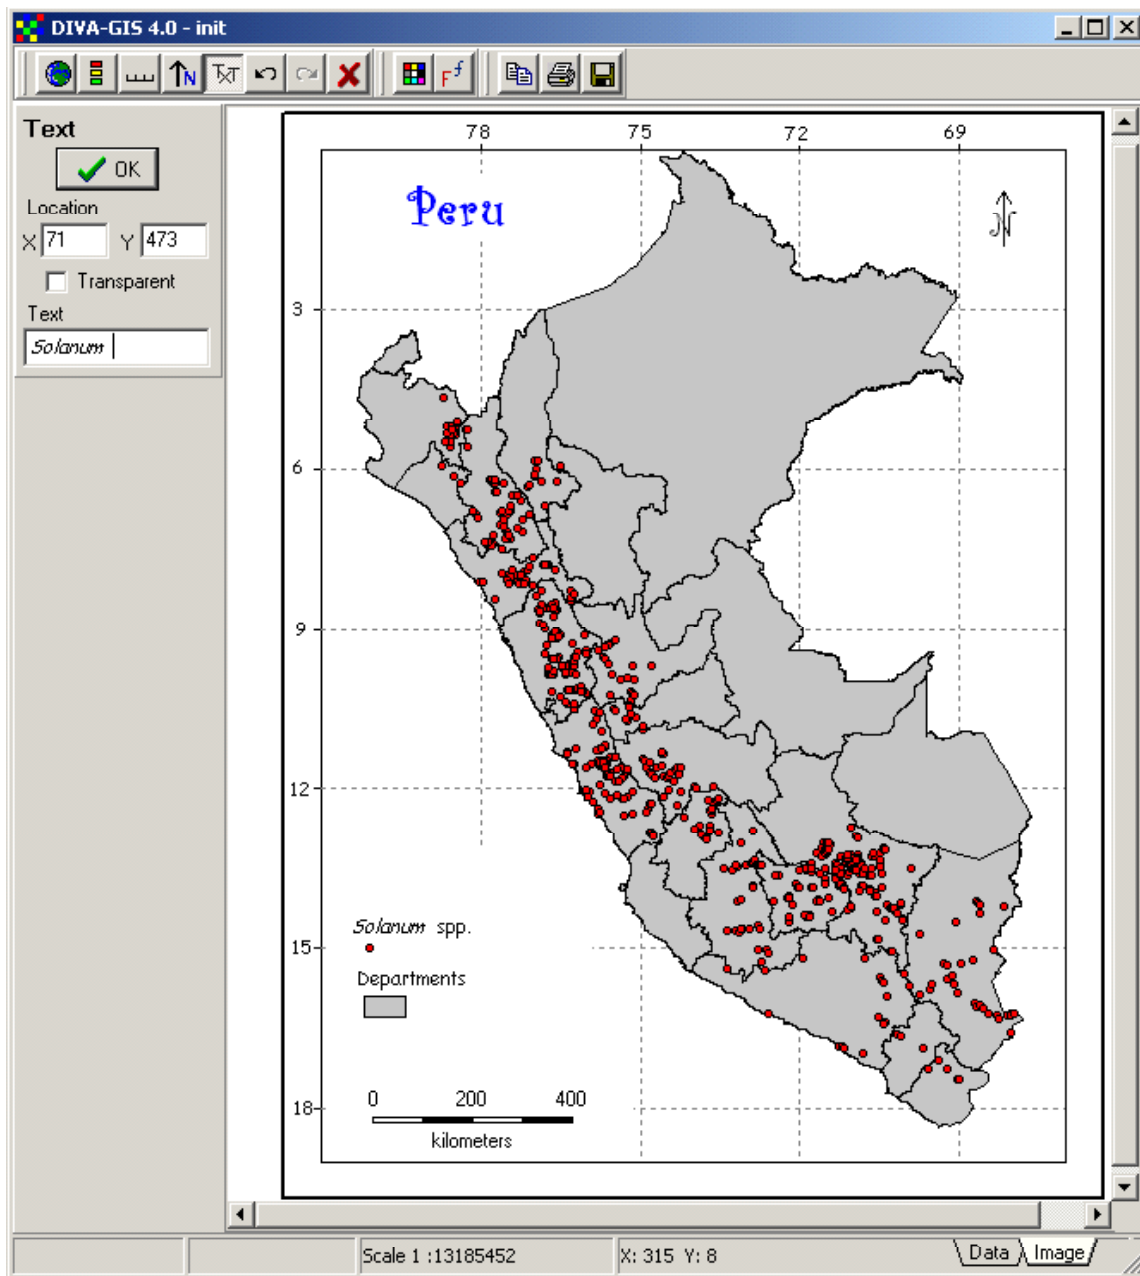 DIVA-GIS 4.0 - init
N TXT F f
Text
OK
Location
X 71 Y 473
Transparent
Text
Solanum
78 75 72 69
Peru
N
3
6
9
12
15
18
Solanum spp.
Departments
0 200 400
kilometers
Scale 1 :13185452
X: 315 Y: 8
Data Image